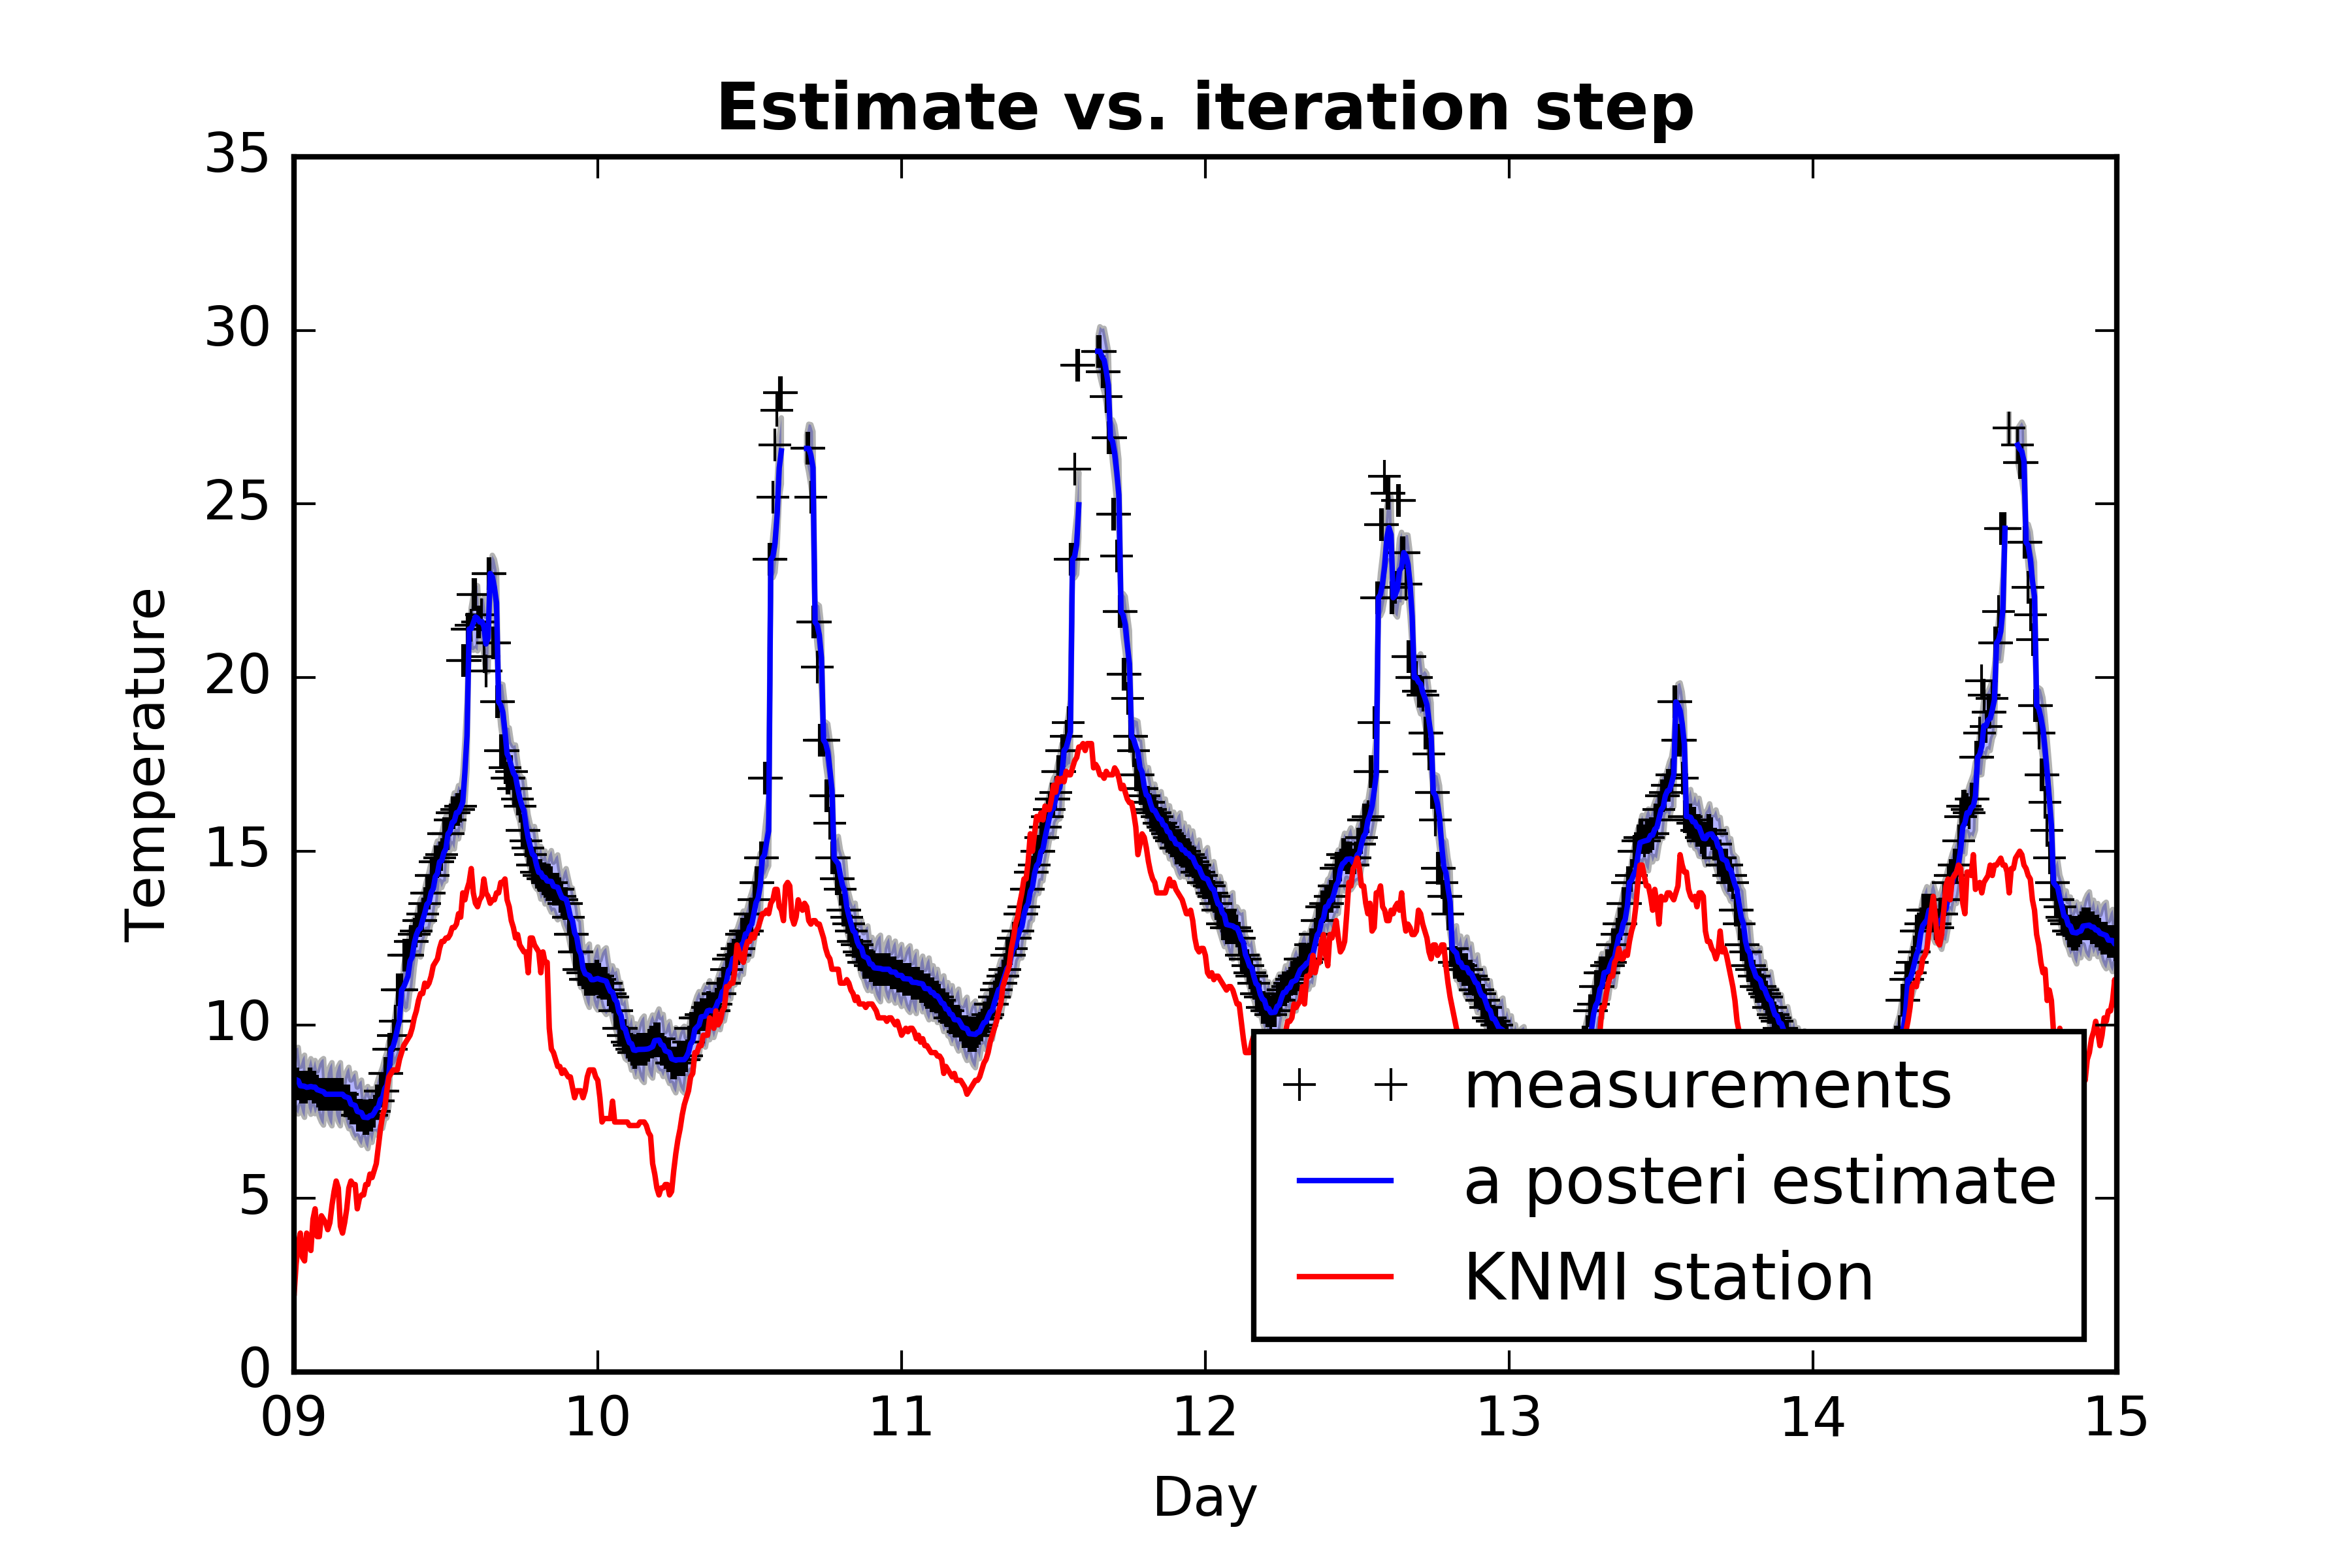 Estimate vs. iteration step
35
30
25
20
15
10
5
0
Temperature
09 10 11 12 13 14 15
Day
measurements
a posteri estimate
KNMI station